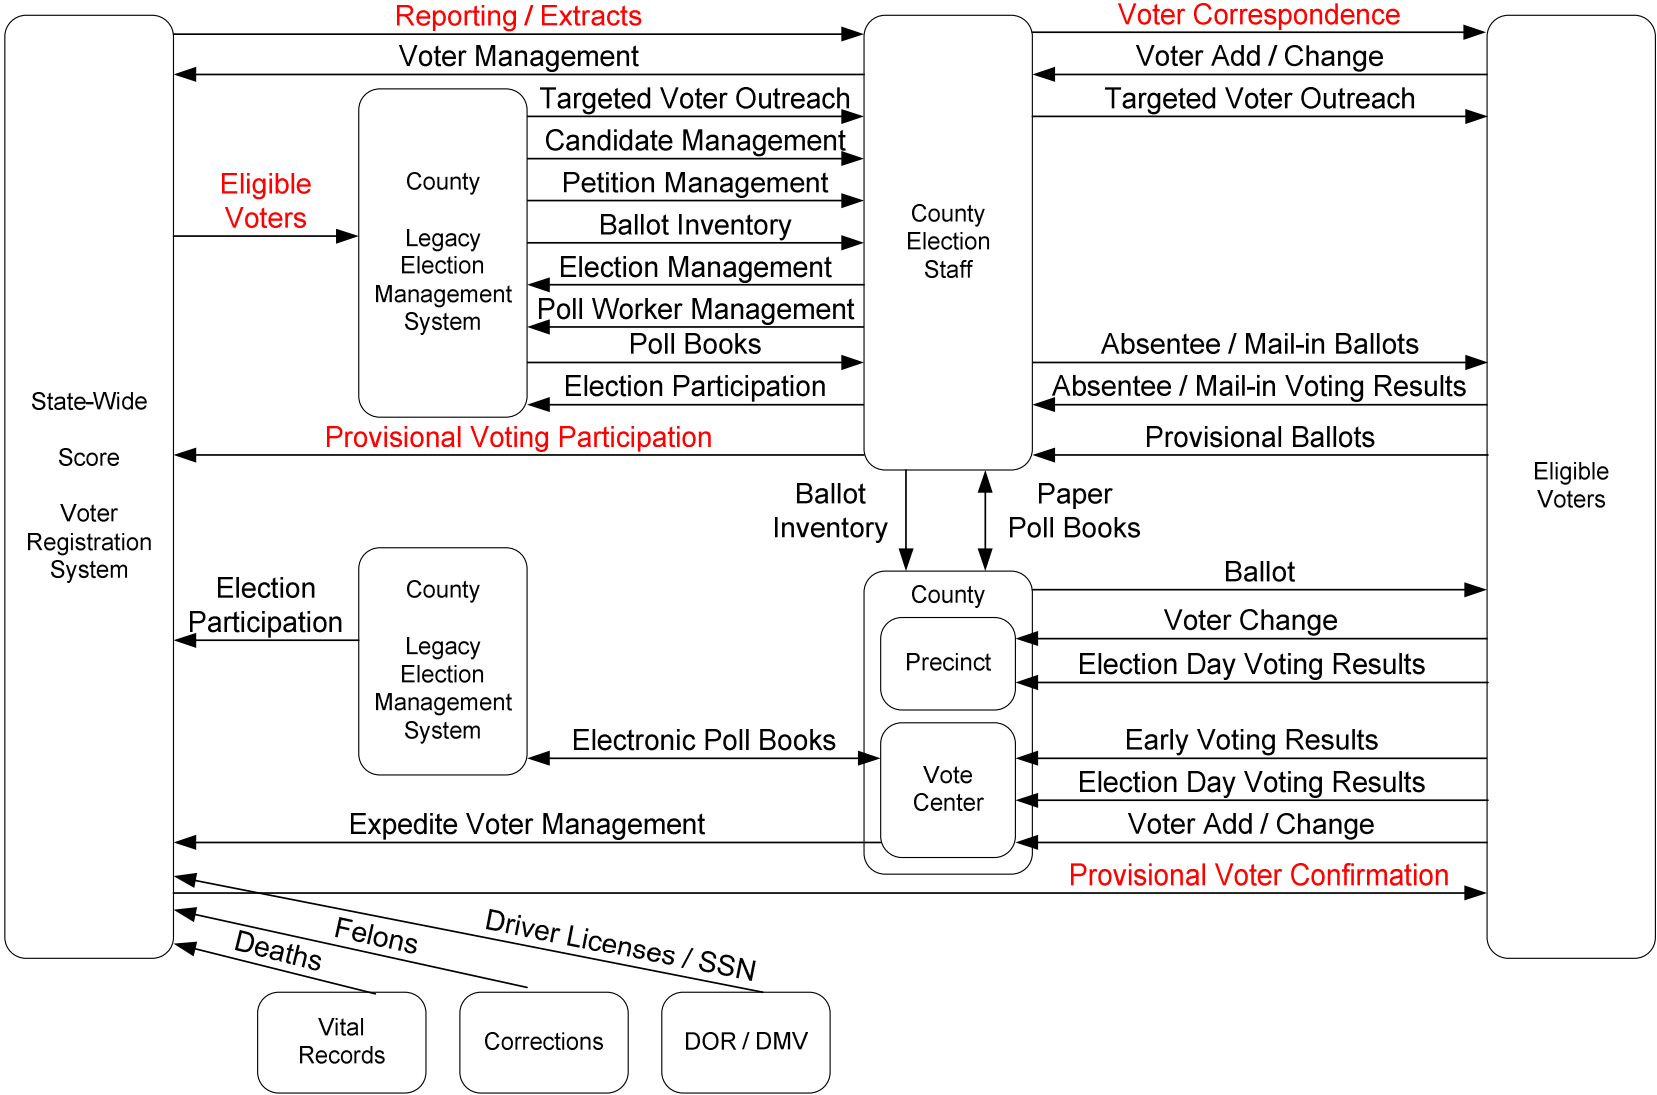 Reporting / Extracts
Voter Correspondence
Voter Management
Voter Add / Change
Targeted Voter Outreach
Targeted Voter Outreach
Candidate Management
Eligible
Voters
County
Legacy
Election
Management
System
Petition Management
Ballot Inventory
Election Management
Poll Worker Management
Poll Books
Election Participation
County
Election
Staff
Absentee / Mail-in Ballots
Absentee / Mail-in Voting Results
Provisional Voting Participation
Provisional Ballots
State-Wide
Score
Voter
Registration
System
Eligible
Voters
Ballot
Inventory
Paper
Poll Books
Election
Participation
County
Legacy
Election
Management
System
County
Precinct
Vote
Center
Ballot
Voter Change
Election Day Voting Results
Electronic Poll Books
Early Voting Results
Election Day Voting Results
Expedite Voter Management
Voter Add / Change
Provisional Voter Confirmation
Driver Licenses / SSN
Felons
Deaths
Vital
Records
Corrections
DOR / DMV